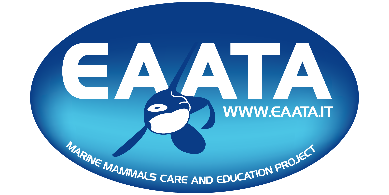 EAATA
WWW.EAATA.IT
MARINE MAMMALS CARE AND EDUCATION PROJECT